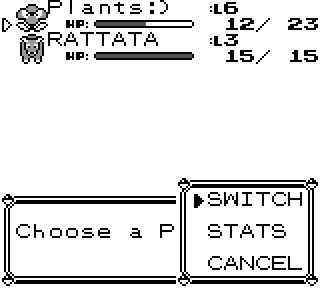 Plants:) :L6
HP: 12/ 23
RATTATA :L3
HP: 15/ 15
SWITCH
Choose a P STATS
CANCEL